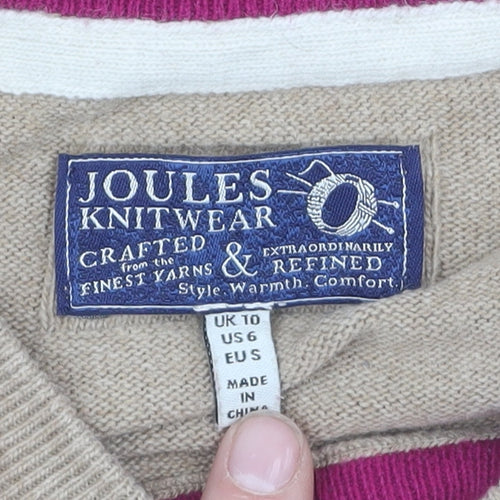 JOULES
KNITWEAR
CRAFTED
from the
FINEST YARNS
&
EXTRAORDINARILY
REFINED
Style. Warmth. Comfort.
UK 10
US 6
EU S
MADE
IN
CHINA